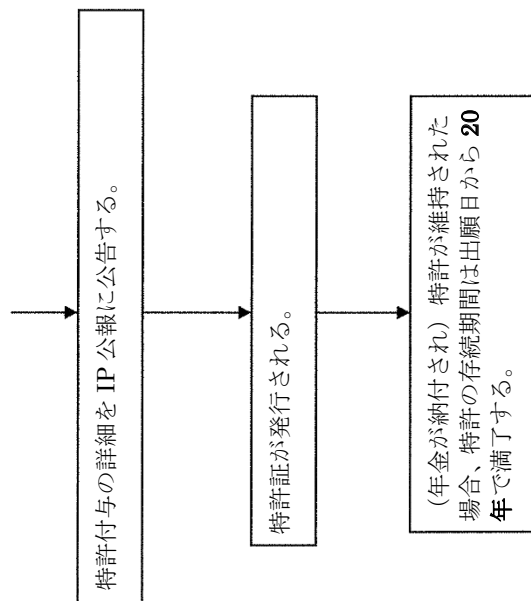 特許付与の詳細を IP 公報に公告する。
特許証が発行される。
(年金が納付され) 特許が維持された
場合、特許の存続期間は出願日から 20
年で満了する。